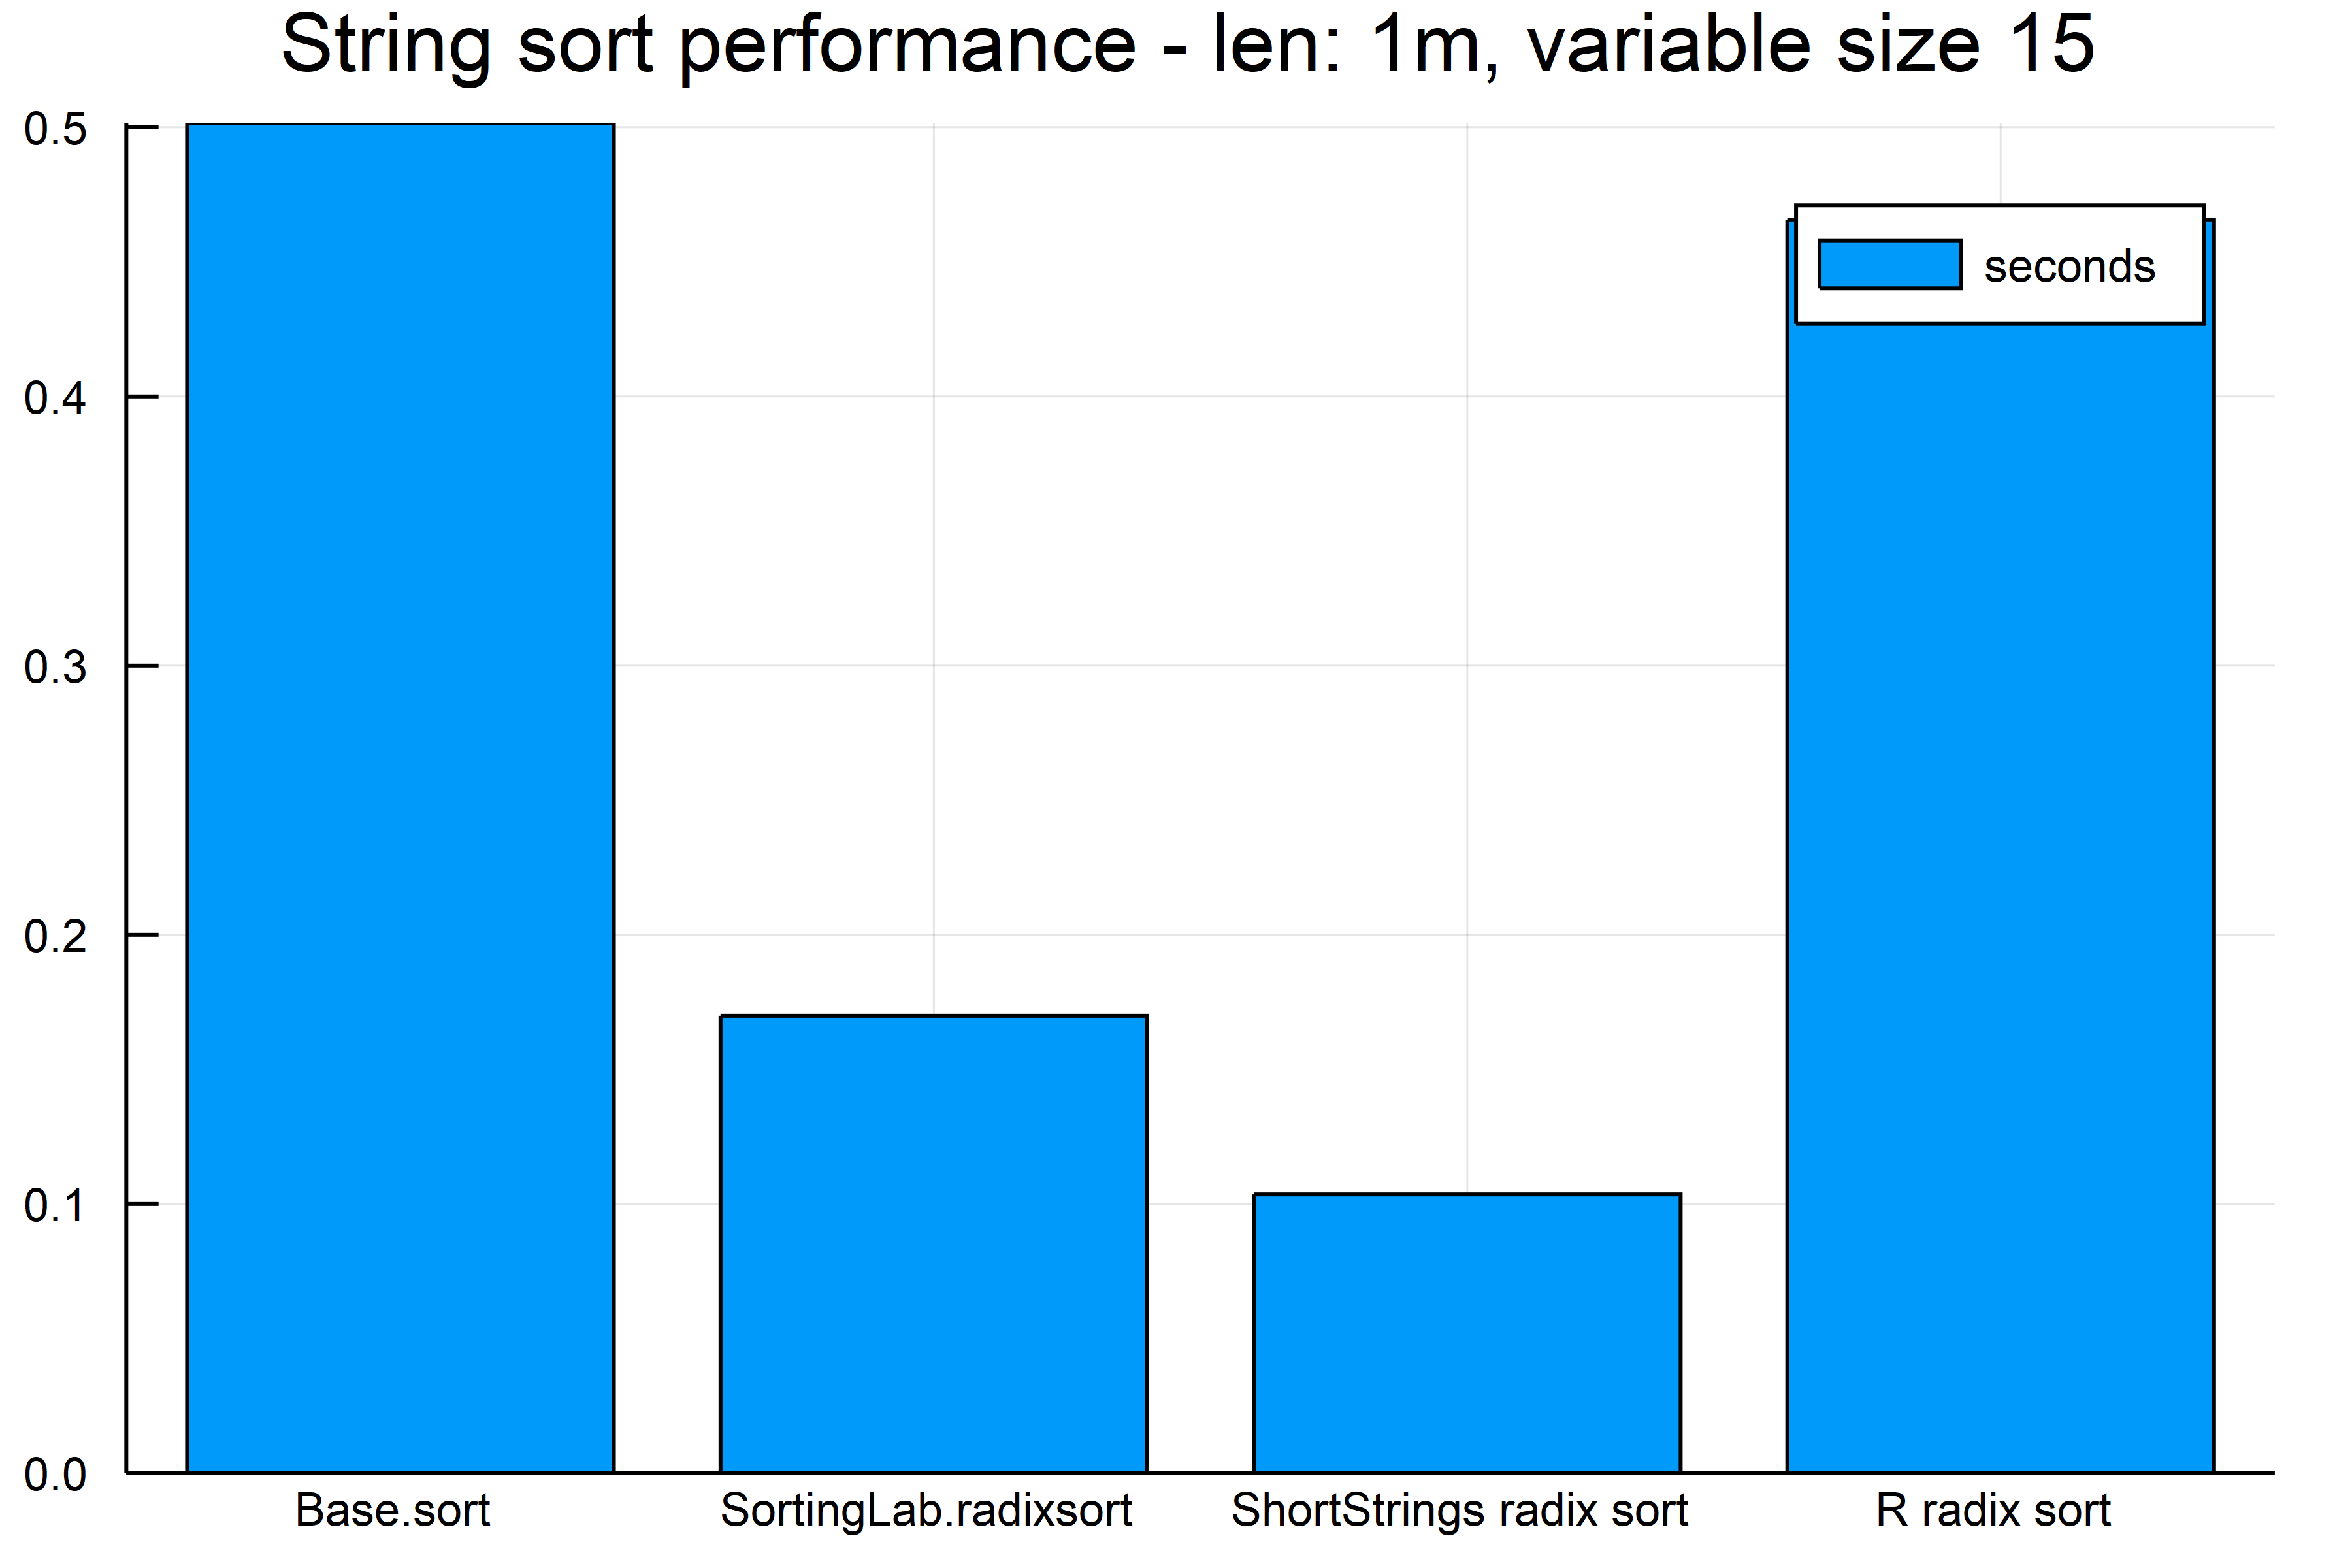 String sort performance - len: 1m, variable size 15
0.5
seconds
0.4
0.3
0.2
0.1
0.0
Base.sort
SortingLab.radixsort
ShortStrings radix sort
R radix sort